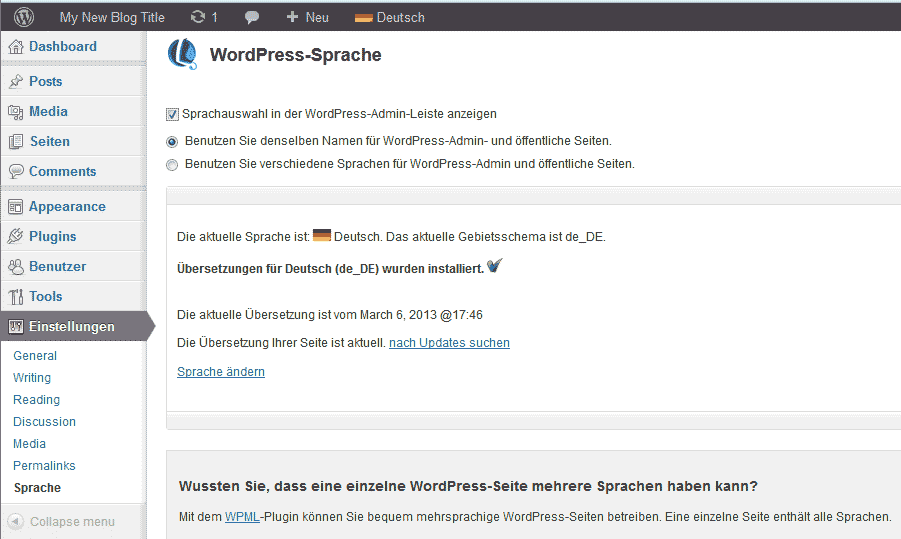 My New Blog Title 1 Neu Deutsch
Dashboard
Posts
Media
Seiten
Comments
Appearance
Plugins
Benutzer
Tools
Einstellungen
General
Writing
Reading
Discussion
Media
Permalinks
Sprache
Collapse menu
WordPress-Sprache
Sprachauswahl in der WordPress-Admin-Leiste anzeigen
Benutzen Sie denselben Namen für WordPress-Admin- und öffentliche Seiten.
Benutzen Sie verschiedene Sprachen für WordPress-Admin und öffentliche Seiten.
Die aktuelle Sprache ist: Deutsch. Das aktuelle Gebietsschema ist de_DE.
Übersetzungen für Deutsch (de_DE) wurden installiert.
Die aktuelle Übersetzung ist vom March 6, 2013 @17:46
Die Übersetzung Ihrer Seite ist aktuell. nach Updates suchen
Sprache ändern
Wussten Sie, dass eine einzelne WordPress-Seite mehrere Sprachen haben kann?
Mit dem WPML-Plugin können Sie bequem mehrsprachige WordPress-Seiten betreiben. Eine einzelne Seite enthält alle Sprachen.